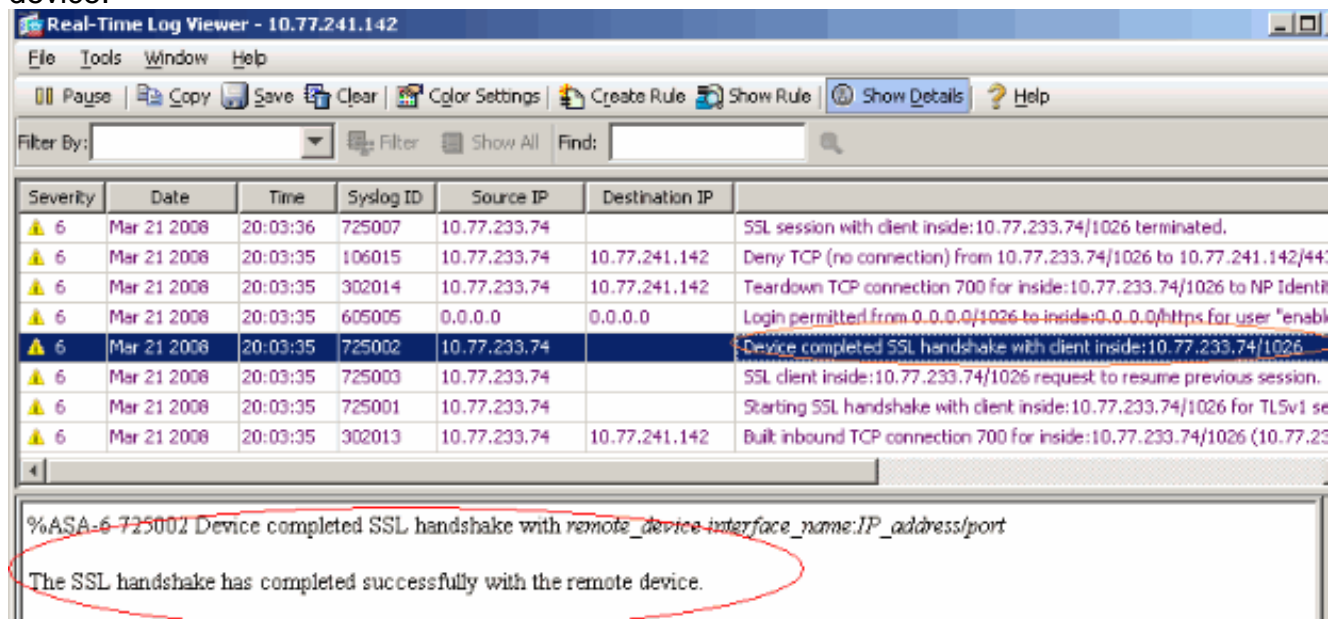 device.
Real-Time Log Viewer - 10.77.241.142
File Tools Window Help
Pause Copy Save Clear Color Settings Create Rule Show Rule Show Details Help
Filter By: Filter Show All Find:
Severity Date Time Syslog ID Source IP Destination IP
6 Mar 21 2008 20:03:36 725007 10.77.233.74 SSL session with client inside:10.77.233.74/1026 terminated.
6 Mar 21 2008 20:03:35 106015 10.77.233.74 10.77.241.142 Deny TCP (no connection) from 10.77.233.74/1026 to 10.77.241.142/44
6 Mar 21 2008 20:03:35 302014 10.77.233.74 10.77.241.142 Teardown TCP connection 700 for inside:10.77.233.74/1026 to NP Identi
6 Mar 21 2008 20:03:35 605005 0.0.0.0 0.0.0.0 Login permitted from 0.0.0.0/1026 to inside:0.0.0.0/https for user "enabl
6 Mar 21 2008 20:03:35 725002 10.77.233.74 Device completed SSL handshake with client inside:10.77.233.74/1026
6 Mar 21 2008 20:03:35 725003 10.77.233.74 SSL client inside:10.77.233.74/1026 request to resume previous session.
6 Mar 21 2008 20:03:35 725001 10.77.233.74 Starting SSL handshake with client inside:10.77.233.74/1026 for TLSv1 se
6 Mar 21 2008 20:03:35 302013 10.77.233.74 10.77.241.142 Built inbound TCP connection 700 for inside:10.77.233.74/1026 (10.77.23
%ASA-6-725002 Device completed SSL handshake with remote_device interface_name:IP_address/port
The SSL handshake has completed successfully with the remote device.